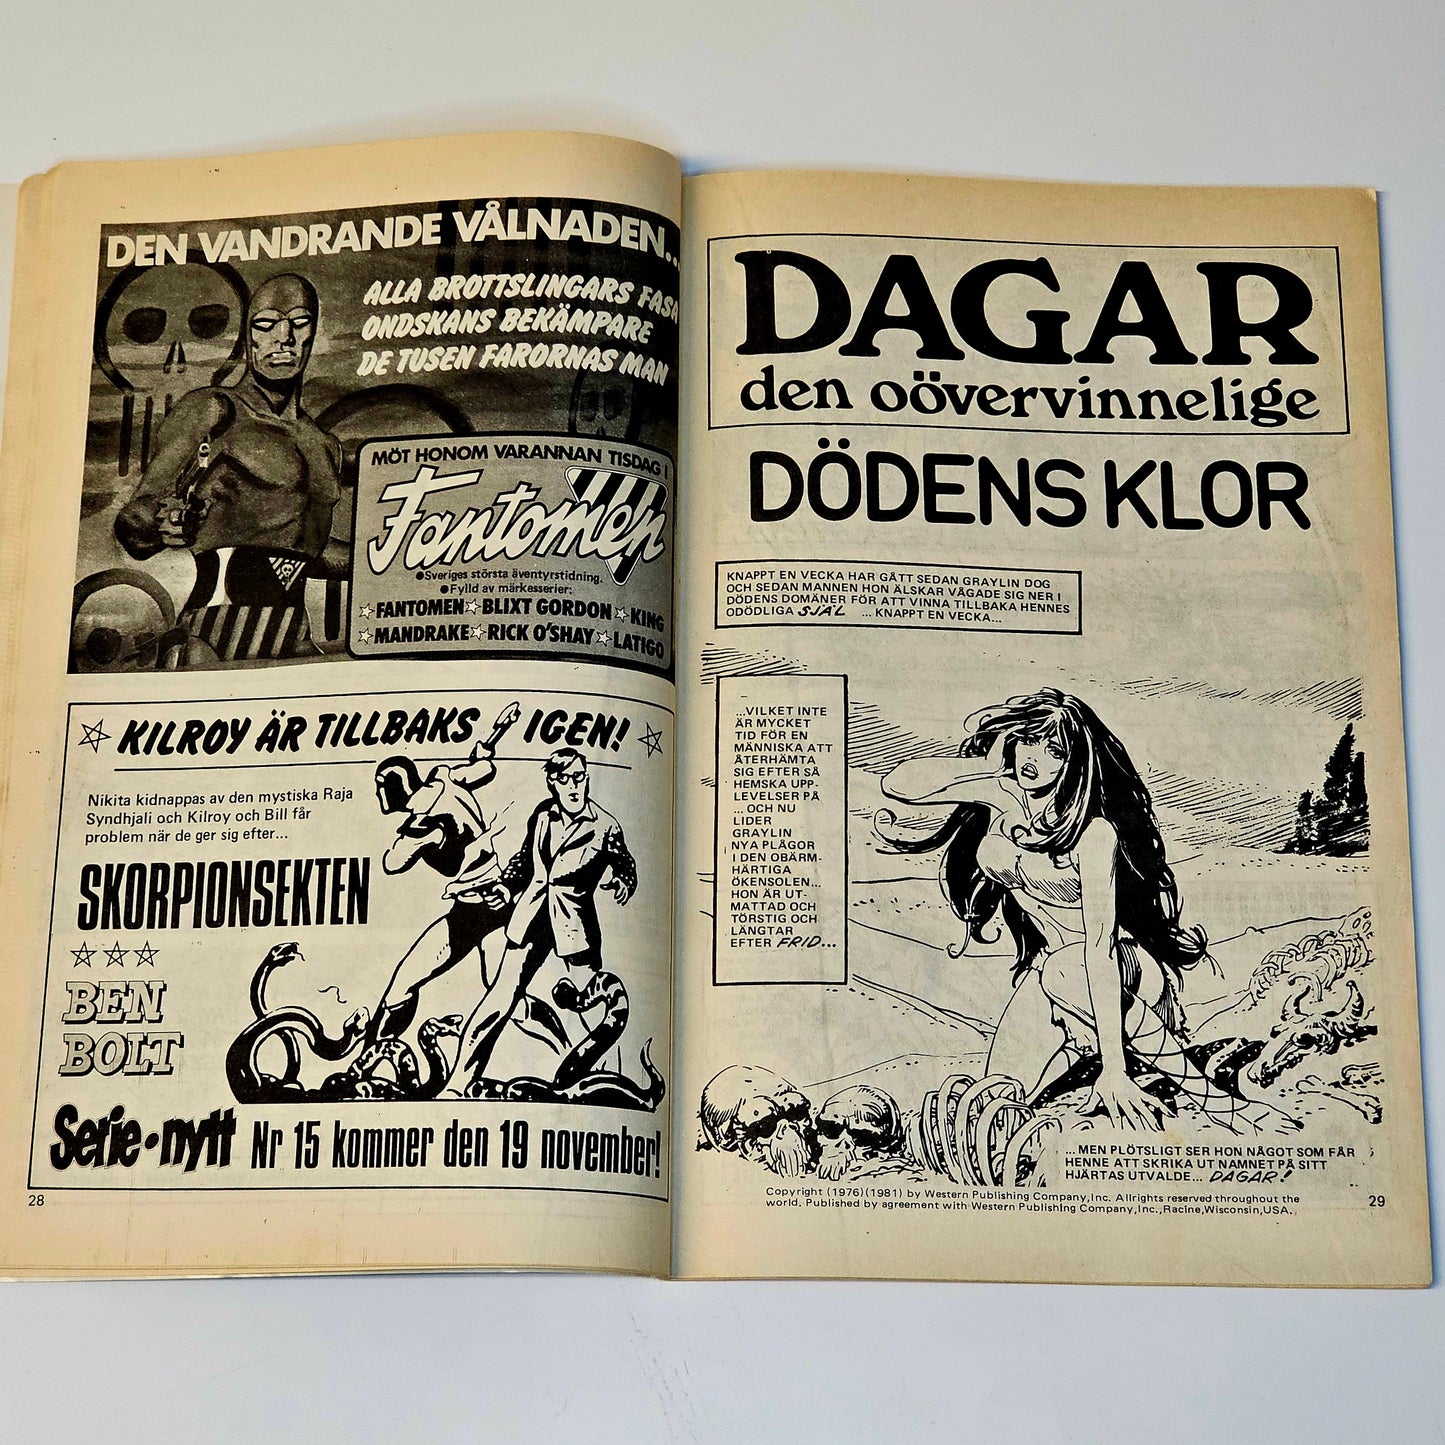 DEN VANDRANDE VÅLNADEN...
ALLA BROTTSLINGARS FASA
ONDSKANS BEKÄMPARE
DE TUSEN FARORNAS MAN
MÖT HONOM VARANNAN TISDAG I
Fantomen
●Sveriges största äventyrstidning.
●Fylld av märkesserier:
☆FANTOMEN☆BLIXT GORDON☆KING
☆MANDRAKE☆RICK O'SHAY☆LATIGO
☆ KILROY ÄR TILLBAKS IGEN! ☆
Nikita kidnappas av den mystiska Raja
Syndhjali och Kilroy och Bill får
problem när de ger sig efter...
SKORPIONSEKTEN
☆☆☆
BEN
BOLT
Serie•nytt Nr 15 kommer den 19 november!
28
DAGAR
den oövervinnelige
DÖDENS KLOR
KNAPPT EN VECKA HAR GÅTT SEDAN GRAYLIN DOG
OCH SEDAN MANNEN HON ÄLSKAR VÅGADE SIG NER I
DÖDENS DOMÄNER FÖR ATT VINNA TILLBAKA HENNES
ODÖDLIGA SJÄL ...KNAPPT EN VECKA...
...VILKET INTE
ÄR MYCKET
TID FÖR EN
MÄNNISKA ATT
ÅTERHÄMTA
SIG EFTER SÅ
HEMSKA UPP-
LEVELSER PÅ
... OCH NU
LIDER
GRAYLIN
NYA PLÅGOR
I DEN OBARM-
HÄRTIGA
ÖKENSOLEN...
HON ÄR UT-
MATTAD OCH
TÖRSTIG OCH
LÄNGTAR
EFTER FRID...
...MEN PLÖTSLIGT SER HON NÅGOT SOM FÅR
HENNE ATT SKRIKA UT NAMNET PÅ SITT
HJÄRTAS UTVALDE... DAGAR!
Copyright (1976)(1981) by Western Publishing Company,Inc. Allrights reserved throughout the
world. Published by agreement with Western Publishing Company,Inc.,Racine,Wisconsin,USA.
29